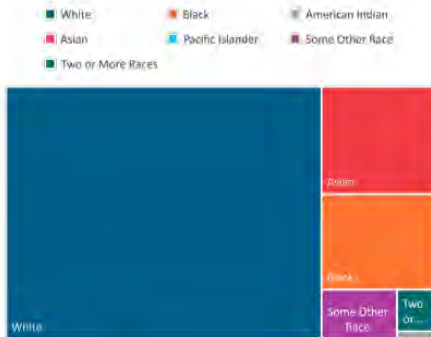 White
Black
American Indian
Asian
Pacific Islander
Some Other Race
Two or More Races
Asian
Black
Some Other
Race
Two
or...
White